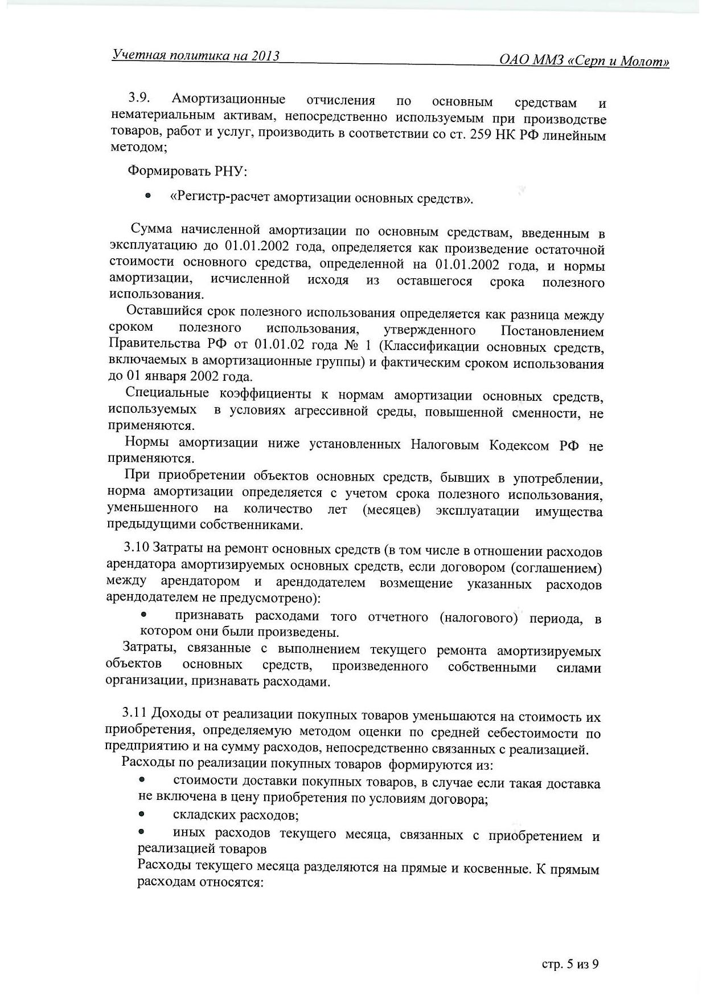 Учетная политика на 2013 ОАО ММЗ «Серп и Молот»
3.9. Амортизационные отчисления по основным средствам и
нематериальным активам, непосредственно используемым при производстве
товаров, работ и услуг, производить в соответствии со ст. 259 НК РФ линейным
методом;
Формировать РНУ:
• «Регистр-расчет амортизации основных средств».
Сумма начисленной амортизации по основным средствам, введенным в
эксплуатацию до 01.01.2002 года, определяется как произведение остаточной
стоимости основного средства, определенной на 01.01.2002 года, и нормы
амортизации, исчисленной исходя из оставшегося срока полезного
использования.
Оставшийся срок полезного использования определяется как разница между
сроком полезного использования, утвержденного Постановлением
Правительства РФ от 01.01.02 года № 1 (Классификации основных средств,
включаемых в амортизационные группы) и фактическим сроком использования
до 01 января 2002 года.
Специальные коэффициенты к нормам амортизации основных средств,
используемых в условиях агрессивной среды, повышенной сменности, не
применяются.
Нормы амортизации ниже установленных Налоговым Кодексом РФ не
применяются.
При приобретении объектов основных средств, бывших в употреблении,
норма амортизации определяется с учетом срока полезного использования,
уменьшенного на количество лет (месяцев) эксплуатации имущества
предыдущими собственниками.
3.10 Затраты на ремонт основных средств (в том числе в отношении расходов
арендатора амортизируемых основных средств, если договором (соглашением)
между арендатором и арендодателем возмещение указанных расходов
арендодателем не предусмотрено):
• признавать расходами того отчетного (налогового) периода, в
котором они были произведены.
Затраты, связанные с выполнением текущего ремонта амортизируемых
объектов основных средств, произведенного собственными силами
организации, признавать расходами.
3.11 Доходы от реализации покупных товаров уменьшаются на стоимость их
приобретения, определяемую методом оценки по средней себестоимости по
предприятию и на сумму расходов, непосредственно связанных с реализацией.
Расходы по реализации покупных товаров формируются из:
• стоимости доставки покупных товаров, в случае если такая доставка
не включена в цену приобретения по условиям договора;
• складских расходов;
• иных расходов текущего месяца, связанных с приобретением и
реализацией товаров
Расходы текущего месяца разделяются на прямые и косвенные. К прямым
расходам относятся:
стр. 5 из 9